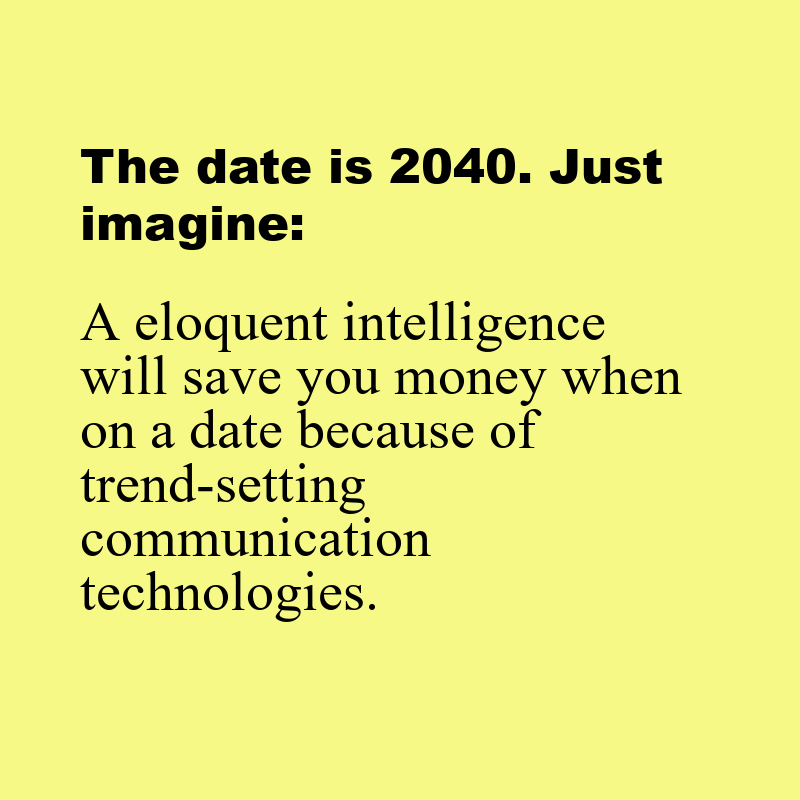 The date is 2040. Just
imagine:
A eloquent intelligence
will save you money when
on a date because of
trend-setting
communication
technologies.